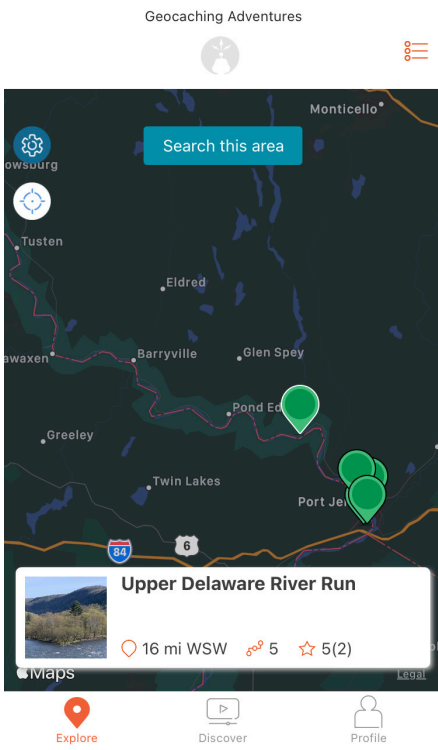 Geocaching Adventures
Monticello
Search this area
owsburg
Tusten
Eldred
Barryville
Glen Spey
awaxen
Pond Ed
Greeley
Twin Lakes
Port Je
6
84
Upper Delaware River Run
16 mi WSW 5 5(2)
Maps
Legal
Explore
Discover
Profile